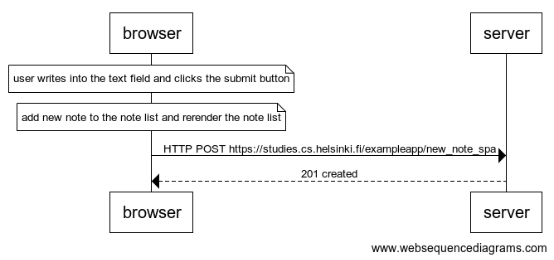 browser
server
user writes into the text field and clicks the submit button
add new note to the note list and rerender the note list
HTTP POST https://studies.cs.helsinki.fi/exampleapp/new_note_spa
201 created
browser
server
www.websequencediagrams.com